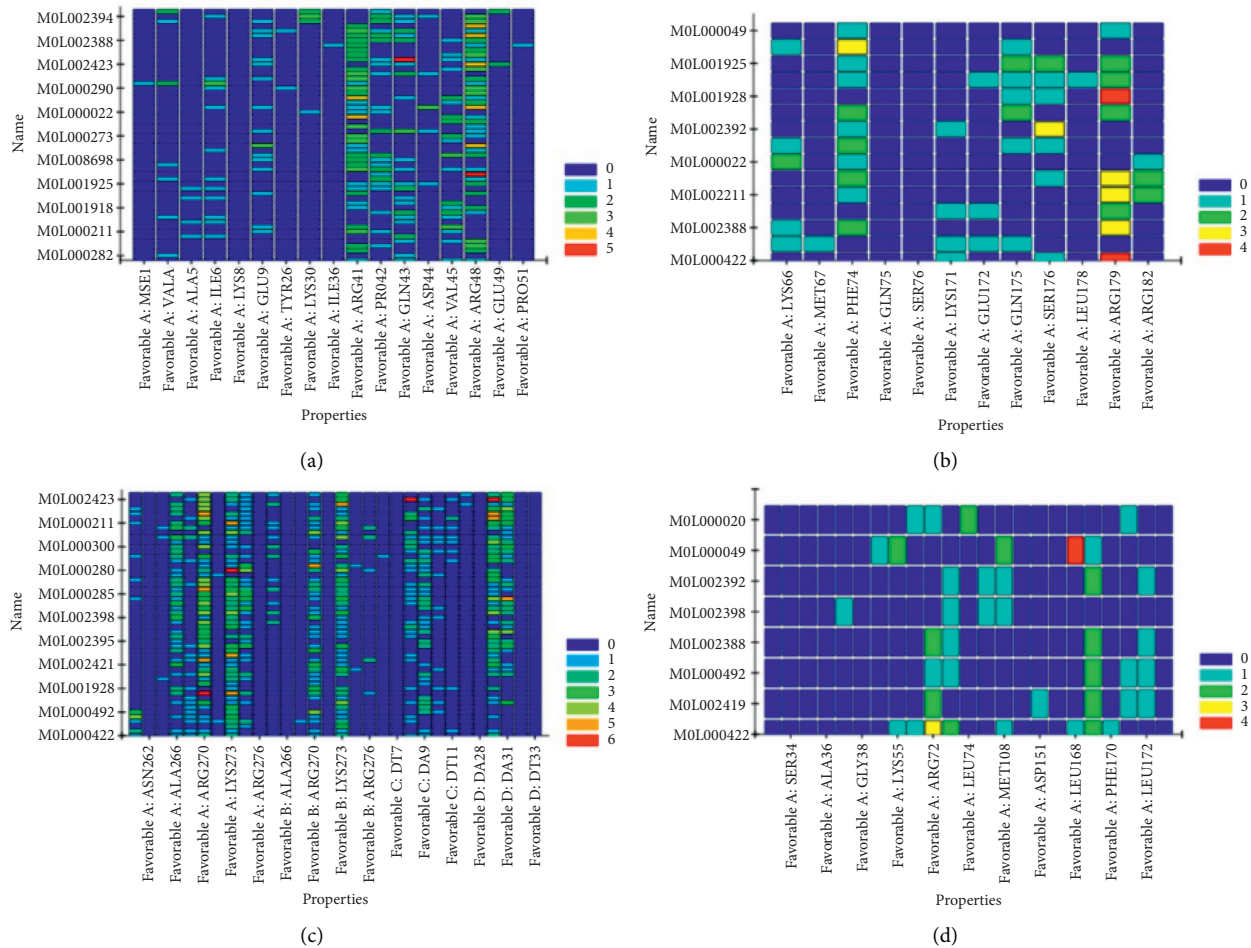 Name
M0L002394
M0L002388
M0L002423
M0L000290
M0L000022
M0L000273
M0L008698
M0L001925
M0L001918
M0L000211
M0L000282
Favorable A: MSE1
Favorable A: VALA
Favorable A: ALA5
Favorable A: ILE6
Favorable A: LYS8
Favorable A: GLU9
Favorable A: TYR26
Favorable A: LYS30
Favorable A: ILE36
Favorable A: ARG41
Favorable A: PR042
Favorable A: GLN43
Favorable A: ASP44
Favorable A: VAL45
Favorable A: ARG48
Favorable A: GLU49
Favorable A: PRO51
Properties
0
1
2
3
4
5
(a)
Name
M0L000049
M0L001925
M0L001928
M0L002392
M0L000022
M0L002211
M0L002388
M0L000422
Favorable A: LYS66
Favorable A: MET67
Favorable A: PHE74
Favorable A: GLN75
Favorable A: SER76
Favorable A: LYS171
Favorable A: GLU172
Favorable A: GLN175
Favorable A: SER176
Favorable A: LEU178
Favorable A: ARG179
Favorable A: ARG182
Properties
0
1
2
3
4
(b)
Name
M0L002423
M0L000211
M0L000300
M0L000280
M0L000285
M0L002398
M0L002395
M0L002421
M0L001928
M0L000492
M0L000422
Favorable A: ASN262
Favorable A: ALA266
Favorable A: ARG270
Favorable A: LYS273
Favorable A: ARG276
Favorable B: ALA266
Favorable B: ARG270
Favorable B: LYS273
Favorable B: ARG276
Favorable C: DT7
Favorable C: DA9
Favorable C: DT11
Favorable D: DA28
Favorable D: DA31
Favorable D: DT33
Properties
0
1
2
3
4
5
6
(c)
Name
M0L000020
M0L000049
M0L002392
M0L002398
M0L002388
M0L000492
M0L002419
M0L000422
Favorable A: SER34
Favorable A: ALA36
Favorable A: GLY38
Favorable A: LYS55
Favorable A: ARG72
Favorable A: LEU74
Favorable A: MET108
Favorable A: ASP151
Favorable A: LEU168
Favorable A: PHE170
Favorable A: LEU172
Properties
0
1
2
3
4
(d)